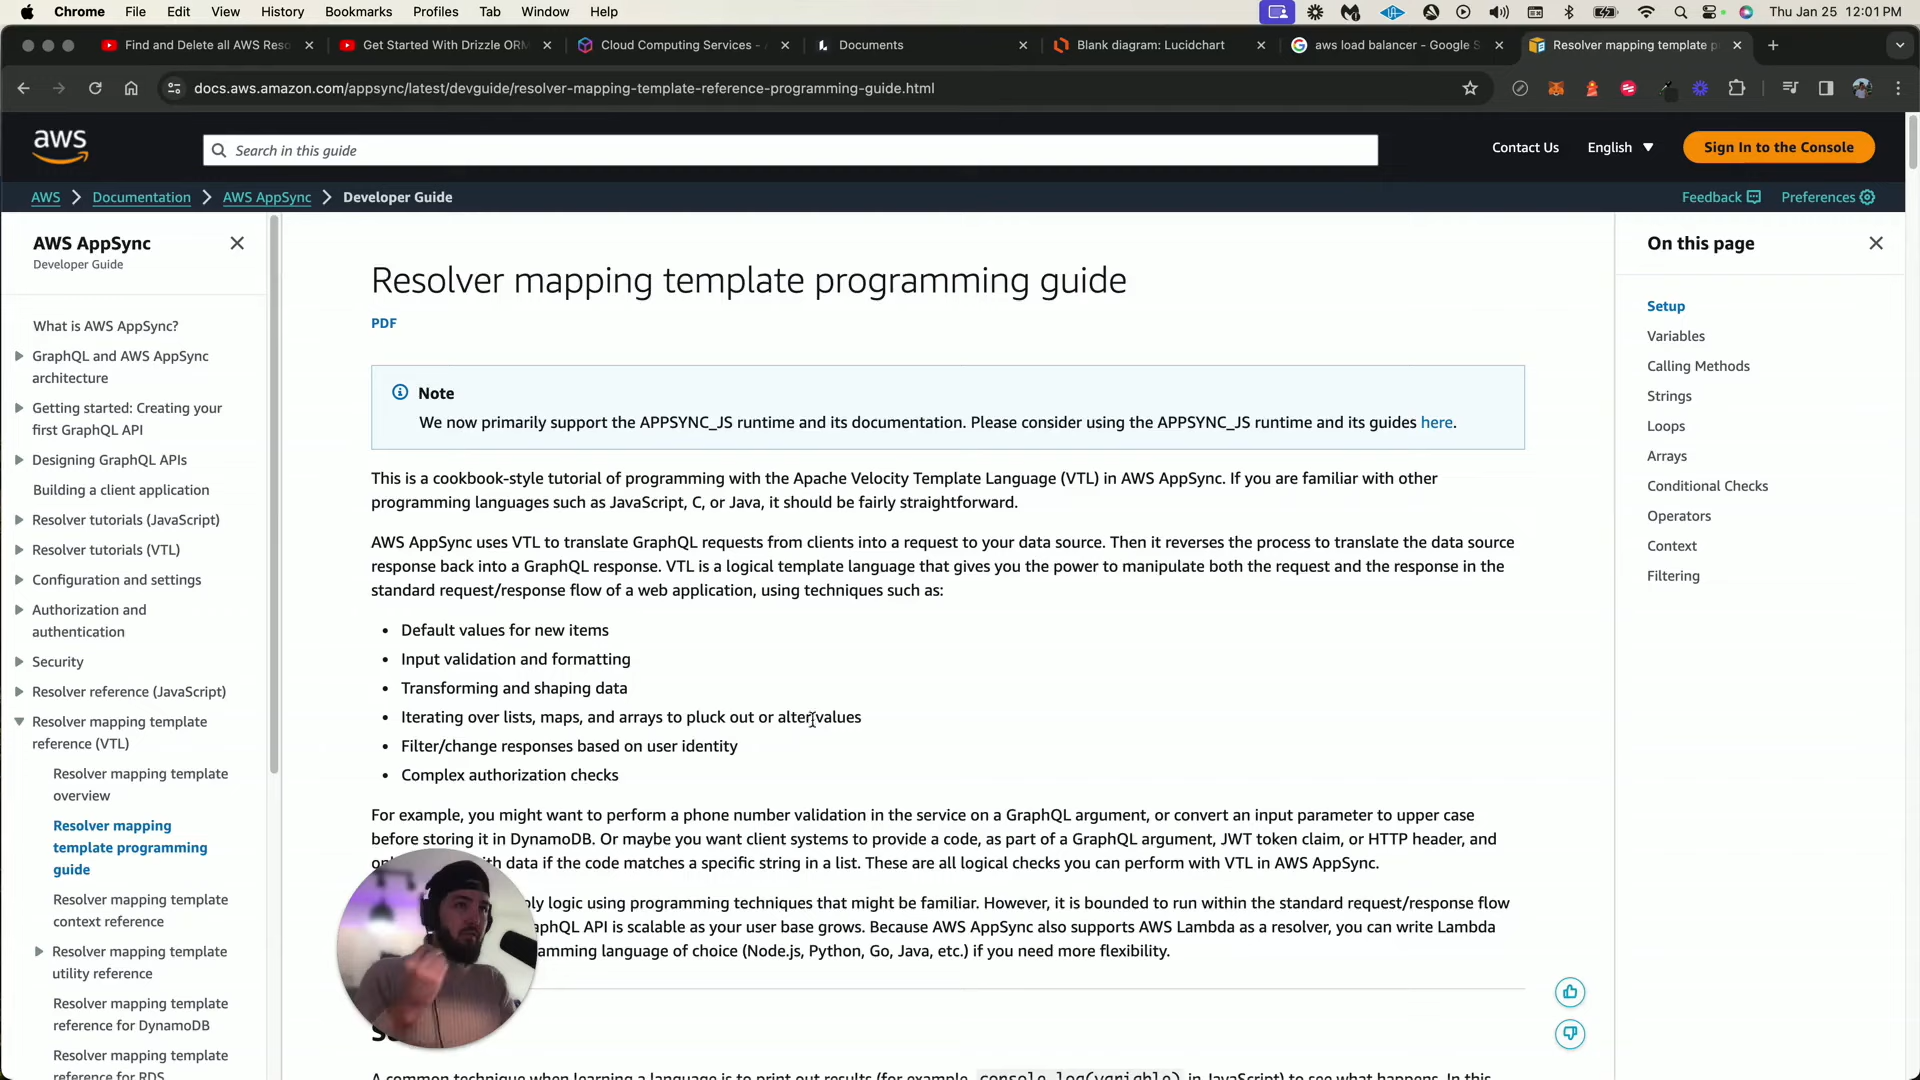 Chrome File Edit View History Bookmarks Profiles Tab Window Help Thu Jan 25 12:01 PM
Find and Delete all AWS Reso Get Started With Drizzle ORM Cloud Computing Services - Documents Blank diagram: Lucidchart aws load balancer - Google S Resolver mapping template p
docs.aws.amazon.com/appsync/latest/devguide/resolver-mapping-template-reference-programming-guide.html
aws Search in this guide Contact Us English Sign In to the Console
AWS Documentation AWS AppSync Developer Guide Feedback Preferences
AWS AppSync
Developer Guide
What is AWS AppSync?
GraphQL and AWS AppSync
architecture
Getting started: Creating your
first GraphQL API
Designing GraphQL APIs
Building a client application
Resolver tutorials (JavaScript)
Resolver tutorials (VTL)
Configuration and settings
Authorization and
authentication
Security
Resolver reference (JavaScript)
Resolver mapping template
reference (VTL)
Resolver mapping template
overview
Resolver mapping
template programming
guide
Resolver mapping template
context reference
Resolver mapping template
utility reference
Resolver mapping template
reference for DynamoDB
Resolver mapping template
reference for RDS
Resolver mapping template programming guide
PDF
Note
We now primarily support the APPSYNC_JS runtime and its documentation. Please consider using the APPSYNC_JS runtime and its guides here.
This is a cookbook-style tutorial of programming with the Apache Velocity Template Language (VTL) in AWS AppSync. If you are familiar with other
programming languages such as JavaScript, C, or Java, it should be fairly straightforward.
AWS AppSync uses VTL to translate GraphQL requests from clients into a request to your data source. Then it reverses the process to translate the data source
response back into a GraphQL response. VTL is a logical template language that gives you the power to manipulate both the request and the response in the
standard request/response flow of a web application, using techniques such as:
• Default values for new items
• Input validation and formatting
• Transforming and shaping data
• Iterating over lists, maps, and arrays to pluck out or alter values
• Filter/change responses based on user identity
• Complex authorization checks
For example, you might want to perform a phone number validation in the service on a GraphQL argument, or convert an input parameter to upper case
before storing it in DynamoDB. Or maybe you want client systems to provide a code, as part of a GraphQL argument, JWT token claim, or HTTP header, and
data if the code matches a specific string in a list. These are all logical checks you can perform with VTL in AWS AppSync.
logic using programming techniques that might be familiar. However, it is bounded to run within the standard request/response flow
API is scalable as your user base grows. Because AWS AppSync also supports AWS Lambda as a resolver, you can write Lambda
language of choice (Node.js, Python, Go, Java, etc.) if you need more flexibility.
A common technique when learning a language is to print out results (for example, console.log(variable) in JavaScript) to see what happens. In this
On this page
Setup
Variables
Calling Methods
Strings
Loops
Arrays
Conditional Checks
Operators
Context
Filtering